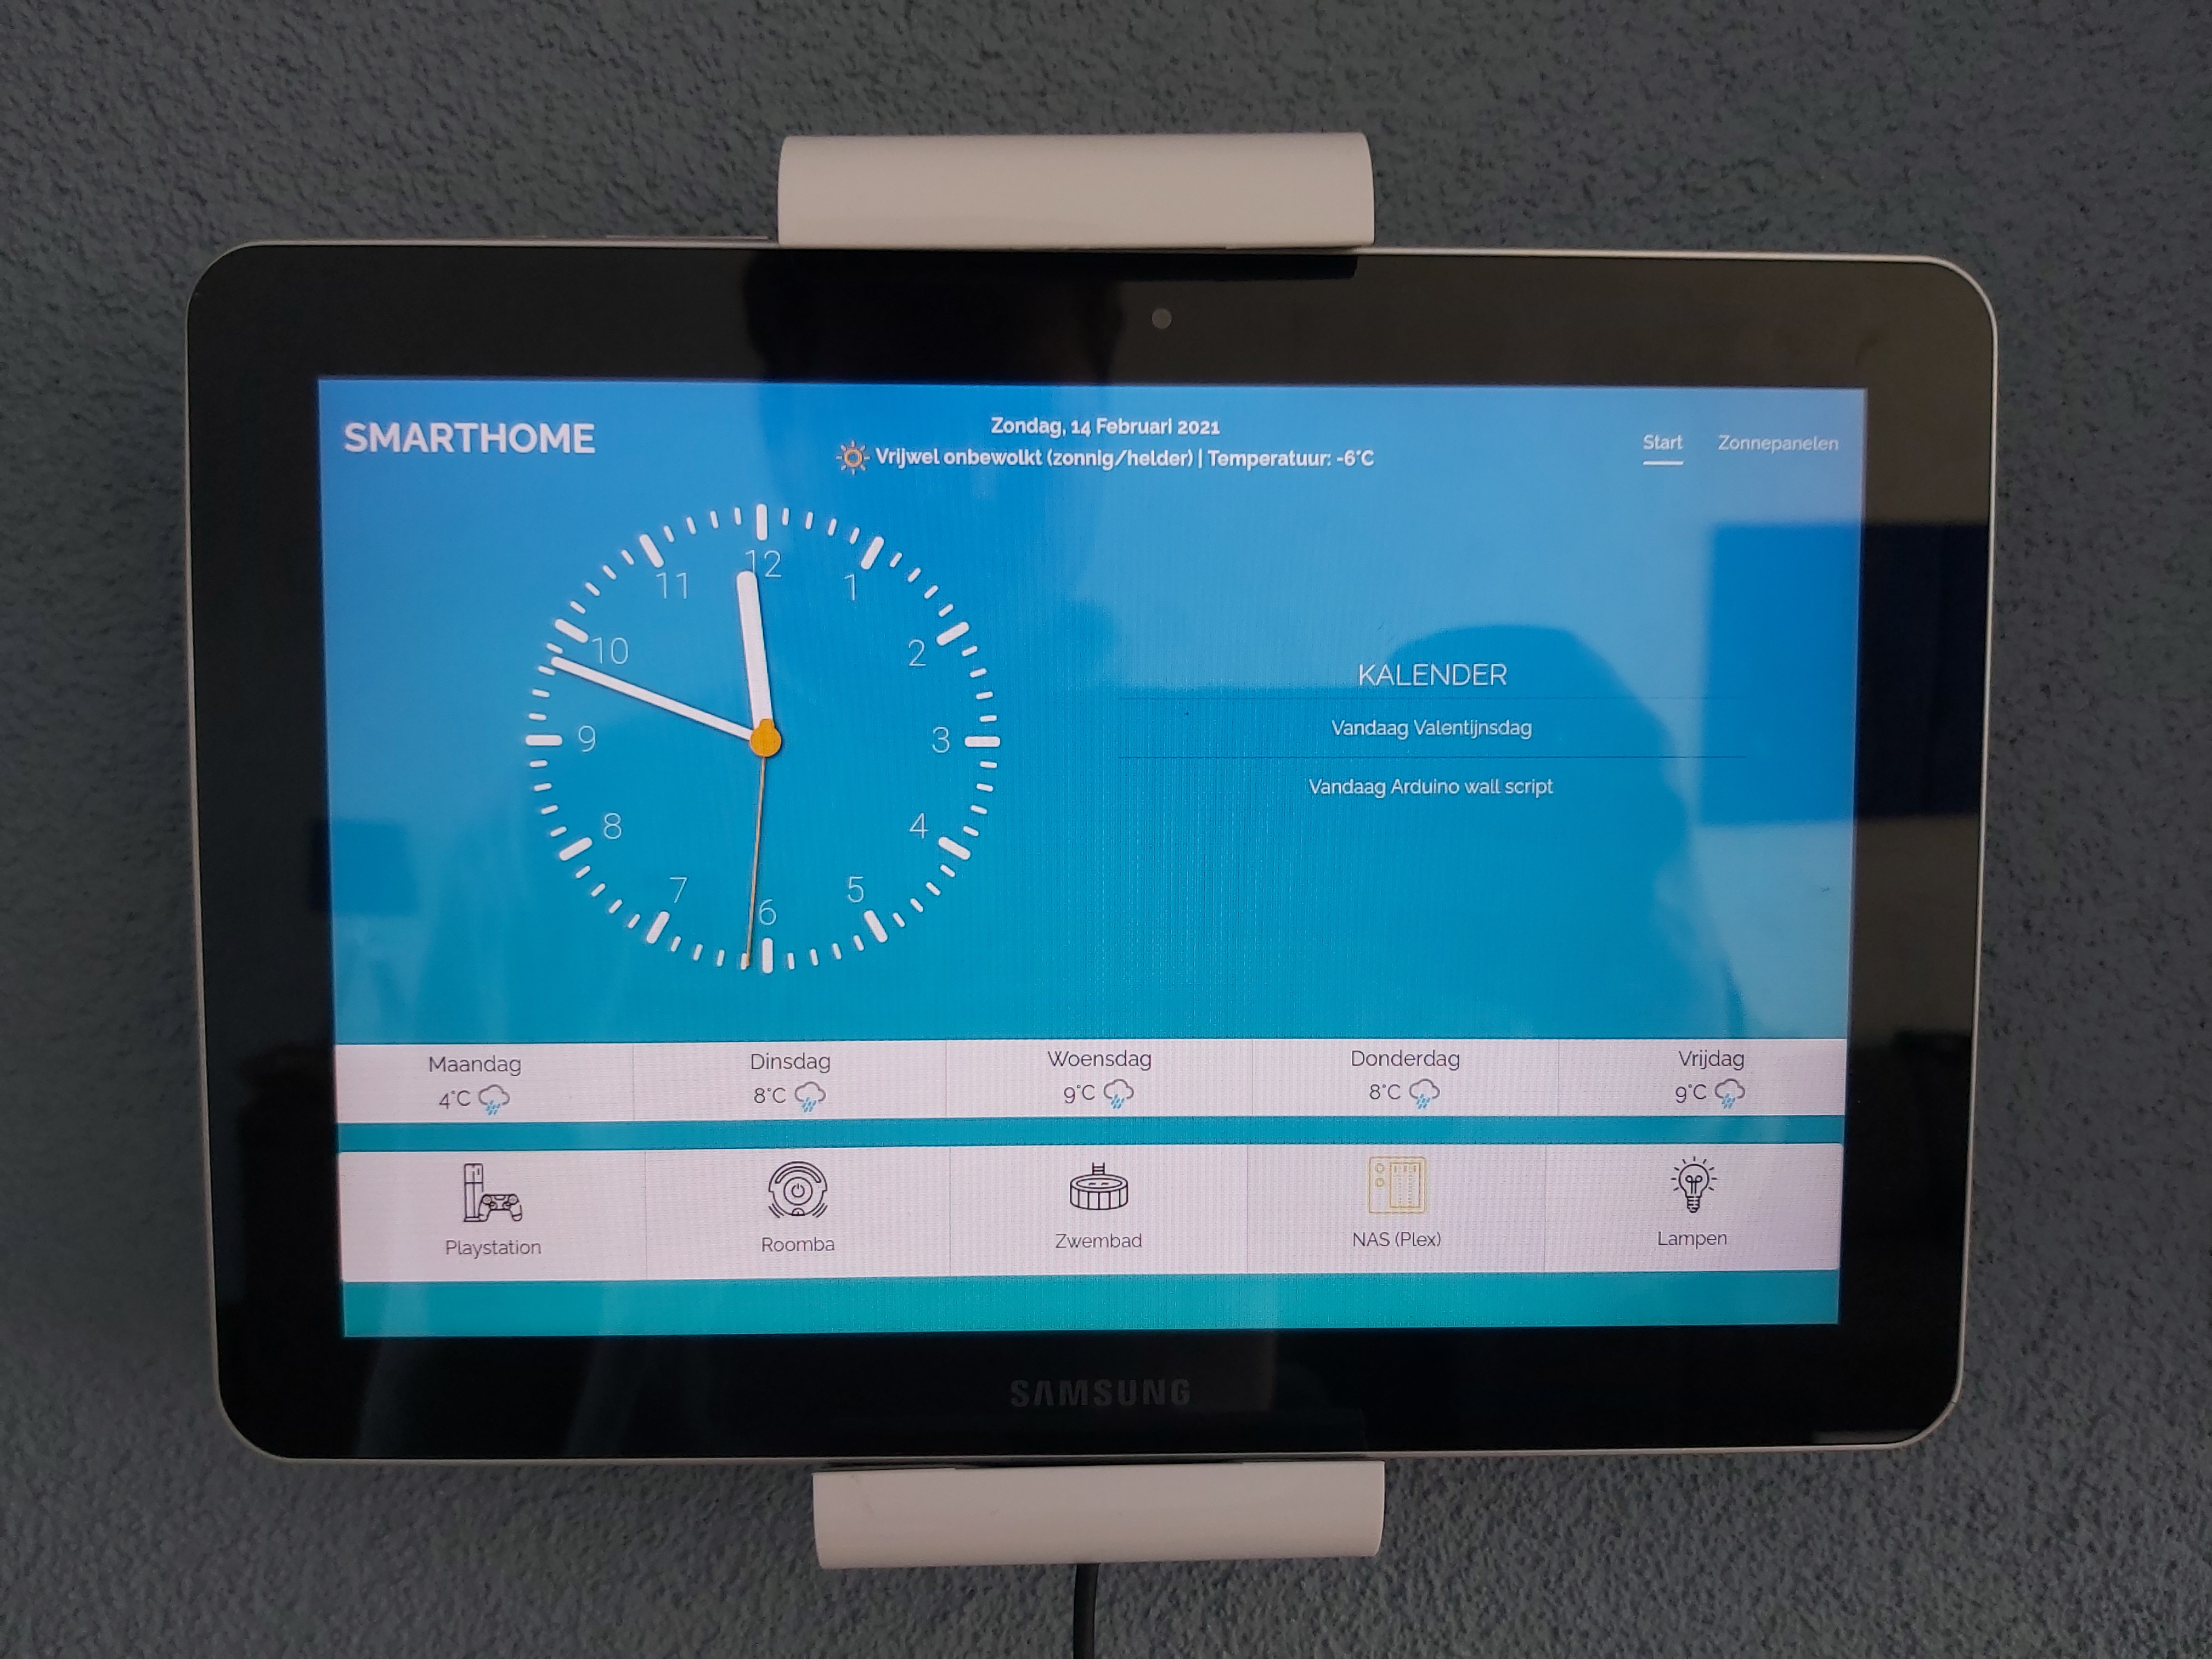 SMARTHOME
Zondag, 14 Februari 2021
Vrijwel onbewolkt (zonnig/helder) | Temperatuur: -6°C
Start
Zonnepanelen
12
1
2
3
4
5
6
7
8
9
10
11
KALENDER
Vandaag Valentijnsdag
Vandaag Arduino wall script
Maandag
4°C
Dinsdag
8°C
Woensdag
9°C
Donderdag
8°C
Vrijdag
9°C
Playstation
Roomba
Zwembad
NAS (Plex)
Lampen
SAMSUNG